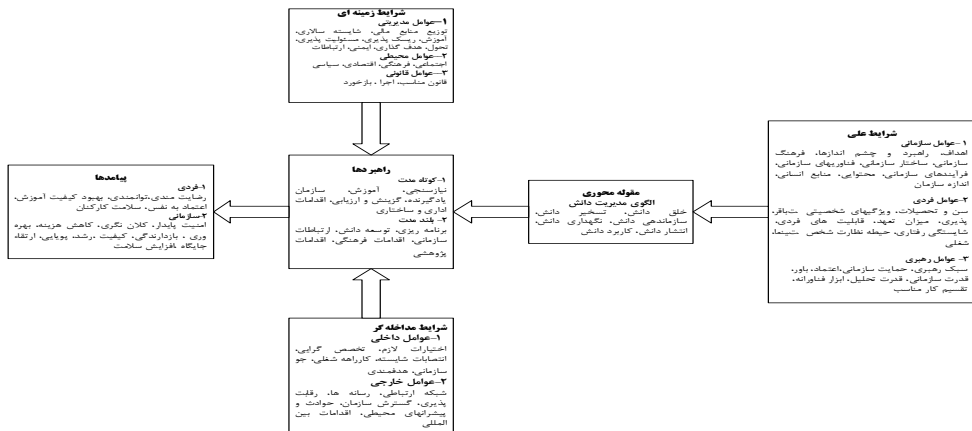 شرایط زمینه ای
۱-عوامل مدیریتی
توزیع منابع مالی، شایسته سالاری،
آموزش، ریسک پذیری، مسئولیت پذیری،
تحول، هدف گذاری، ایمنی، ارتباطات
۲-عوامل محیطی
اجتماعی، فرهنگی، اقتصادی، سیاسی
۳-عوامل قانونی
قانون مناسب، اجرا ، بازخورد
شرایط علی
۱-عوامل سازمانی
اهداف، راهبرد و چشم اندازها، فرهنگ
سازمانی، ساختار سازمانی، فناوریهای سازمانی،
فرآیندهای سازمانی، محتوایی، منابع انسانی،
اندازه سازمان
۲-عوامل فردی
سن و تحصیلات، ویژگیهای شخصیتی
پذیری، میزان تعهد، قابلیت های فردی،
شایستگی رفتاری، حیطه نظارت شخص
شغلی
۳- عوامل رهبری
سبک رهبری، حمایت سازمانی،اعتماد، باور،
قدرت سازمانی، قدرت تحلیل، ابزار فناورانه،
تقسیم کار مناسب
مقوله محوری
الگوی مدیریت دانش
خلق دانش، تسخیر دانش،
سازماندهی دانش، نگهداری دانش،
انتشار دانش، کاربرد دانش
راهبردها
۱-کوتاه مدت
نیازسنجی، آموزش، سازمان
یادگیرنده، گزینش و ارزیابی، اقدامات
اداری و ساختاری
۲- بلند مدت
برنامه ریزی، توسعه دانش، ارتباطات
سازمانی، اقدامات فرهنگی، اقدامات
پژوهشی
پیامدها
۱-فردی
رضایت مندی،توانمندی، بهبود کیفیت آموزش،
اعتماد به نفس، سلامت کارکنان
۲-سازمانی
امنیت پایدار، کلان نگری، کاهش هزینه، بهره
وری ، بازدارندگی، کیفیت ،رشد، پویایی، ارتقاء
جایگاه ،افزایش سلامت
شرایط مداخله گر
۱-عوامل داخلی
اختیارات لازم، تخصص گرایی،
انتصابات شایسته، کارراهه شغلی، جو
سازمانی، هدفمندی
۲-عوامل خارجی
شبکه ارتباطی، رسانه ها، رقابت
پذیری، گسترش سازمان، حوادث و
پیشرانهای محیطی، اقدامات بین
المللی